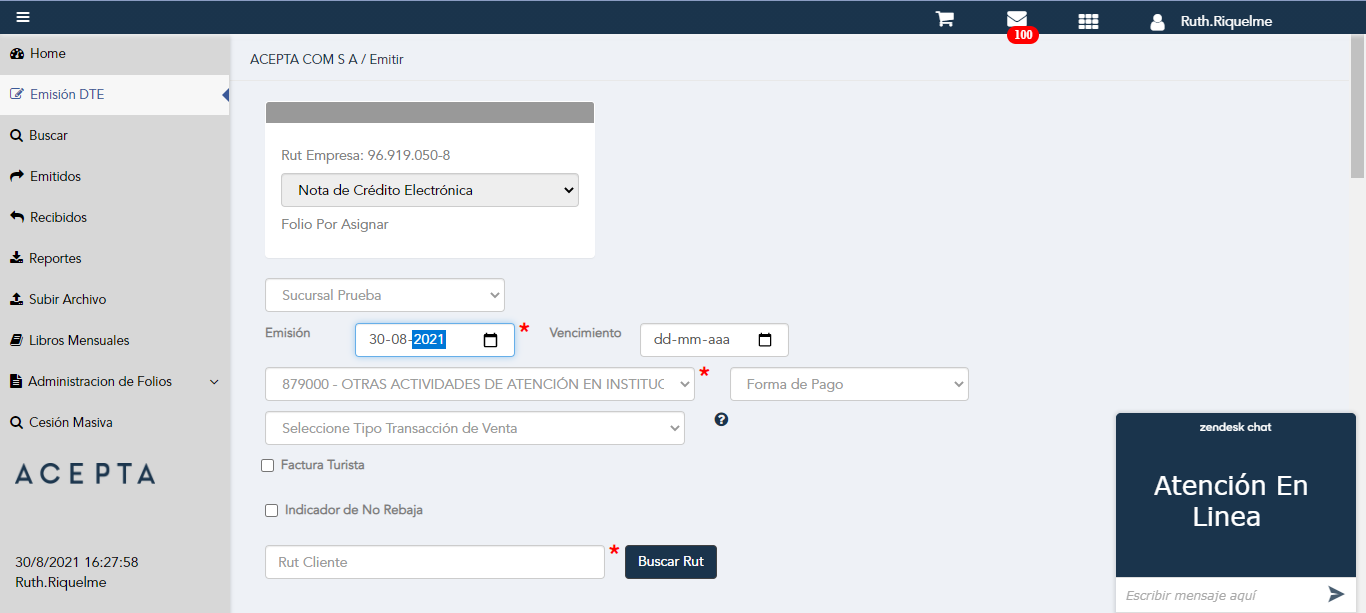 100
Ruth.Riquelme
Home
Emisión DTE
Buscar
Emitidos
Recibidos
Reportes
Subir Archivo
Libros Mensuales
Administracion de Folios
Cesión Masiva
ACEPTA
30/8/2021 16:27:58
Ruth.Riquelme
ACEPTA COM S A / Emitir
Rut Empresa: 96.919.050-8
Nota de Crédito Electrónica
Folio Por Asignar
Sucursal Prueba
Emisión 30-08-2021 * Vencimiento dd-mm-aaa
879000 - OTRAS ACTIVIDADES DE ATENCIÓN EN INSTITUC * Forma de Pago
Seleccione Tipo Transacción de Venta ?
Factura Turista
Indicador de No Rebaja
Rut Cliente * Buscar Rut
zendesk chat
Atención En
Linea
Escribir mensaje aquí